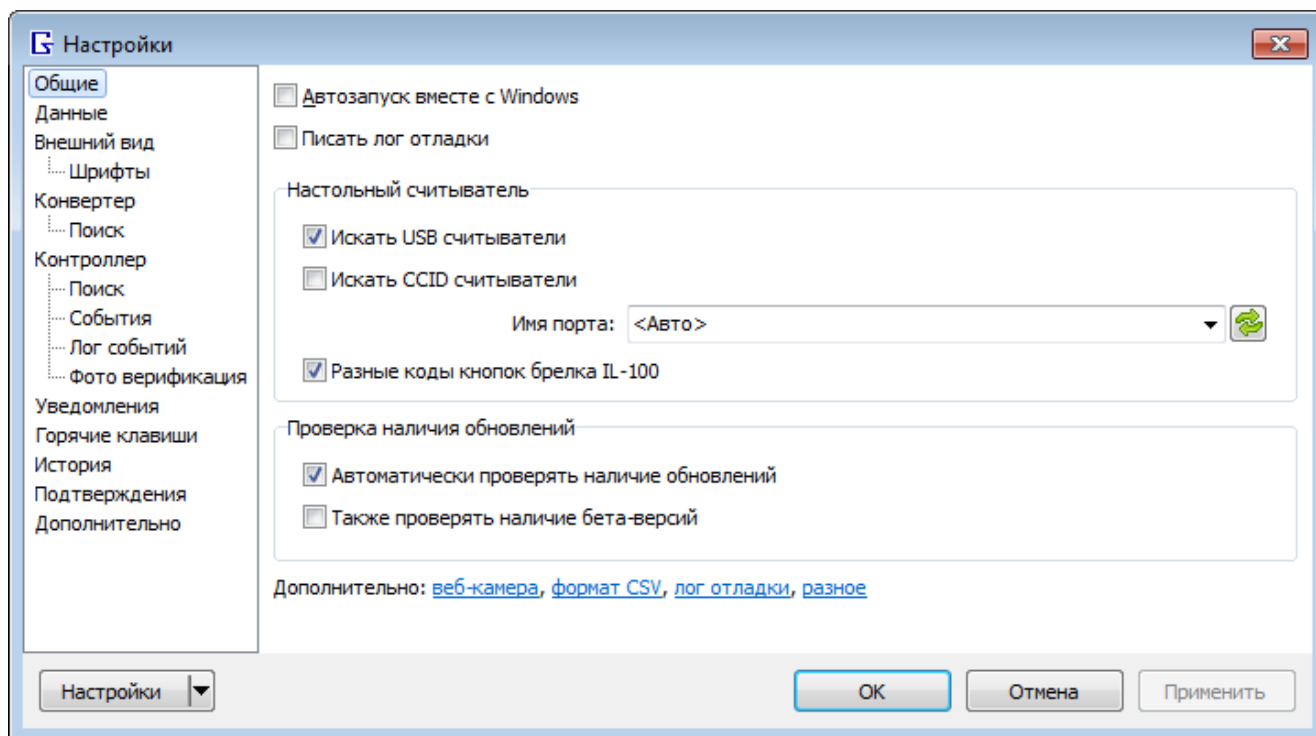 Настройки
Общие
Данные
Внешний вид
Шрифты
Конвертер
Поиск
Контроллер
Поиск
События
Лог событий
Фото верификация
Уведомления
Горячие клавиши
История
Подтверждения
Дополнительно
Автозапуск вместе с Windows
Писать лог отладки
Настольный считыватель
Искать USB считыватели
Искать CCID считыватели
Имя порта: <Авто>
Разные коды кнопок брелка IL-100
Проверка наличия обновлений
Автоматически проверять наличие обновлений
Также проверять наличие бета-версий
Дополнительно: веб-камера, формат CSV, лог отладки, разное
Настройки OK Отмена Применить